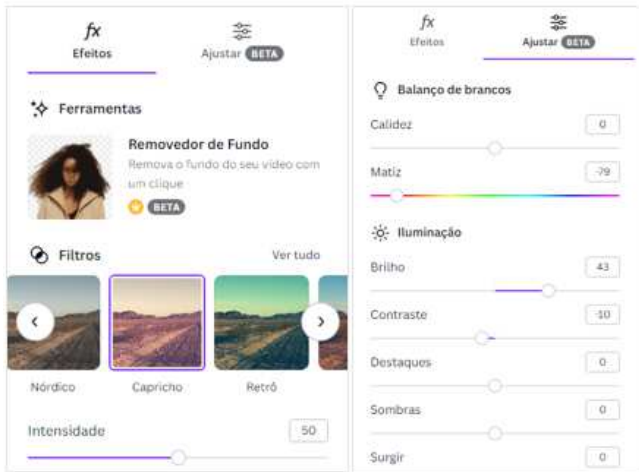 fx
Efeitos
Ajustar BETA
Ferramentas
Removedor de Fundo
Remova o fundo do seu vídeo com
um clique
BETA
Filtros Ver tudo
Nórdico Capricho Retrô
Intensidade 50
fx
Efeitos
Ajustar BETA
Balanço de brancos
Calidez 0
Matiz -79
Iluminação
Brilho 43
Contraste -10
Destaques 0
Sombras 0
Surgir 0